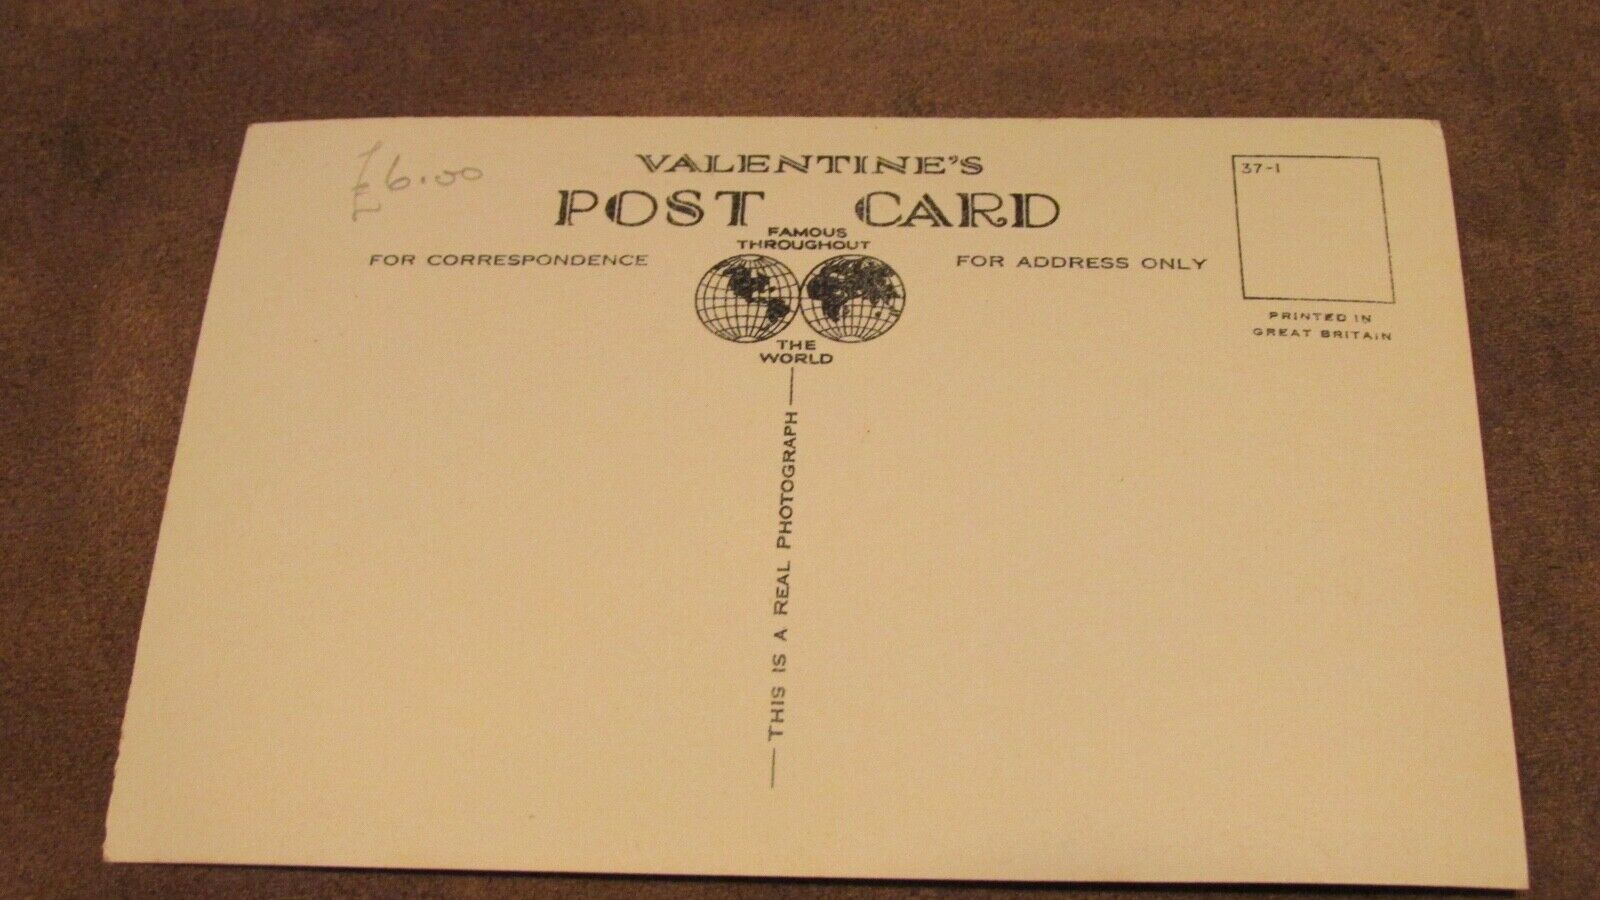 £6.00
VALENTINE'S
POST CARD
37-1
FAMOUS
THROUGHOUT
FOR CORRESPONDENCE
FOR ADDRESS ONLY
THE
WORLD
PRINTED IN
GREAT BRITAIN
THIS IS A REAL PHOTOGRAPH